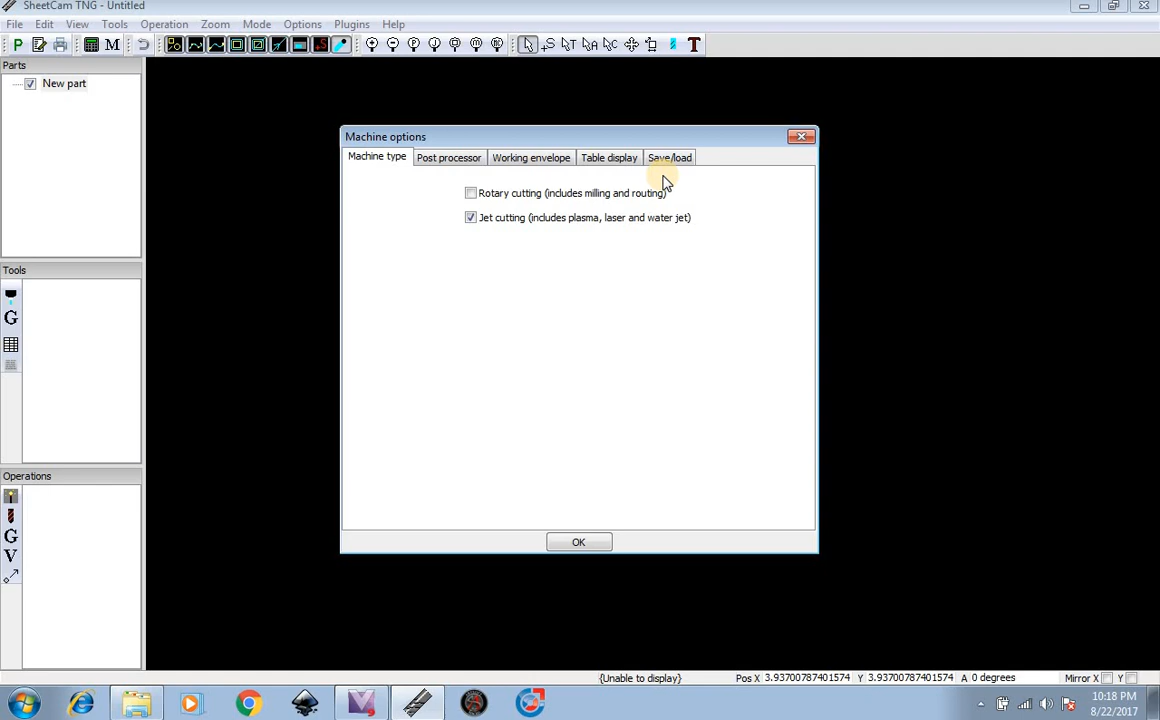 SheetCam TNG - Untitled
File Edit View Tools Operation Mode Options Zoom Plugins Help
P M
S T A C T
Parts
New part
Machine options
Machine type Post processor Working envelope Table display Save/load
Rotary cutting (includes milling and routing)
Jet cutting (includes plasma, laser and water jet)
Tools
G
Operations
G
V
OK
{Unable to display} Pos X 3.93700787401574 Y 3.93700787401574 A 0 degrees Mirror X Y
10:18 PM
8/22/2017